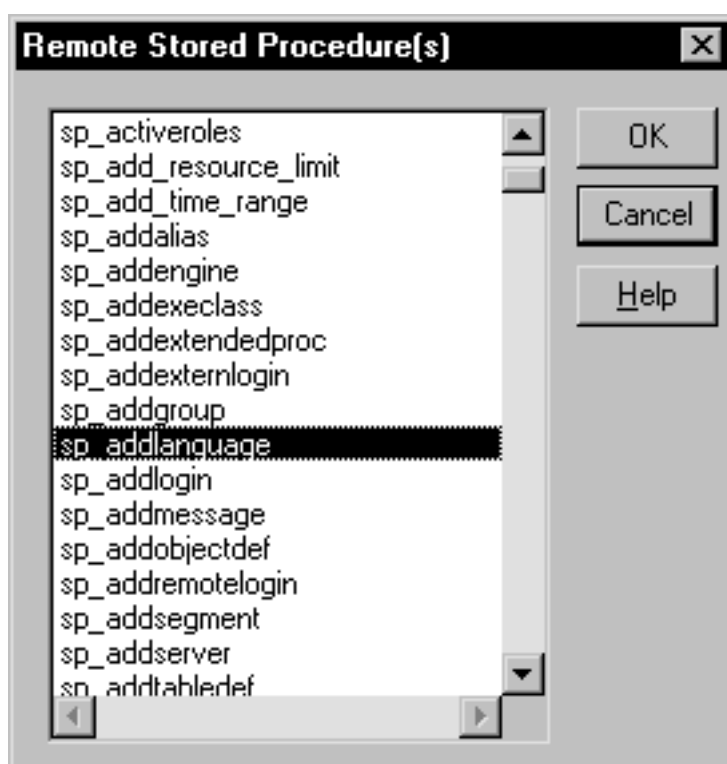 Remote Stored Procedure(s)
sp_activeroles
sp_add_resource_limit
sp_add_time_range
sp_addalias
sp_addengine
sp_addexeclass
sp_addextendedproc
sp_addexternlogin
sp_addgroup
sp_addlanguage
sp_addlogin
sp_addmessage
sp_addobjectdef
sp_addremotelogin
sp_addsegment
sp_addserver
sp_addtabledef
OK
Cancel
Help